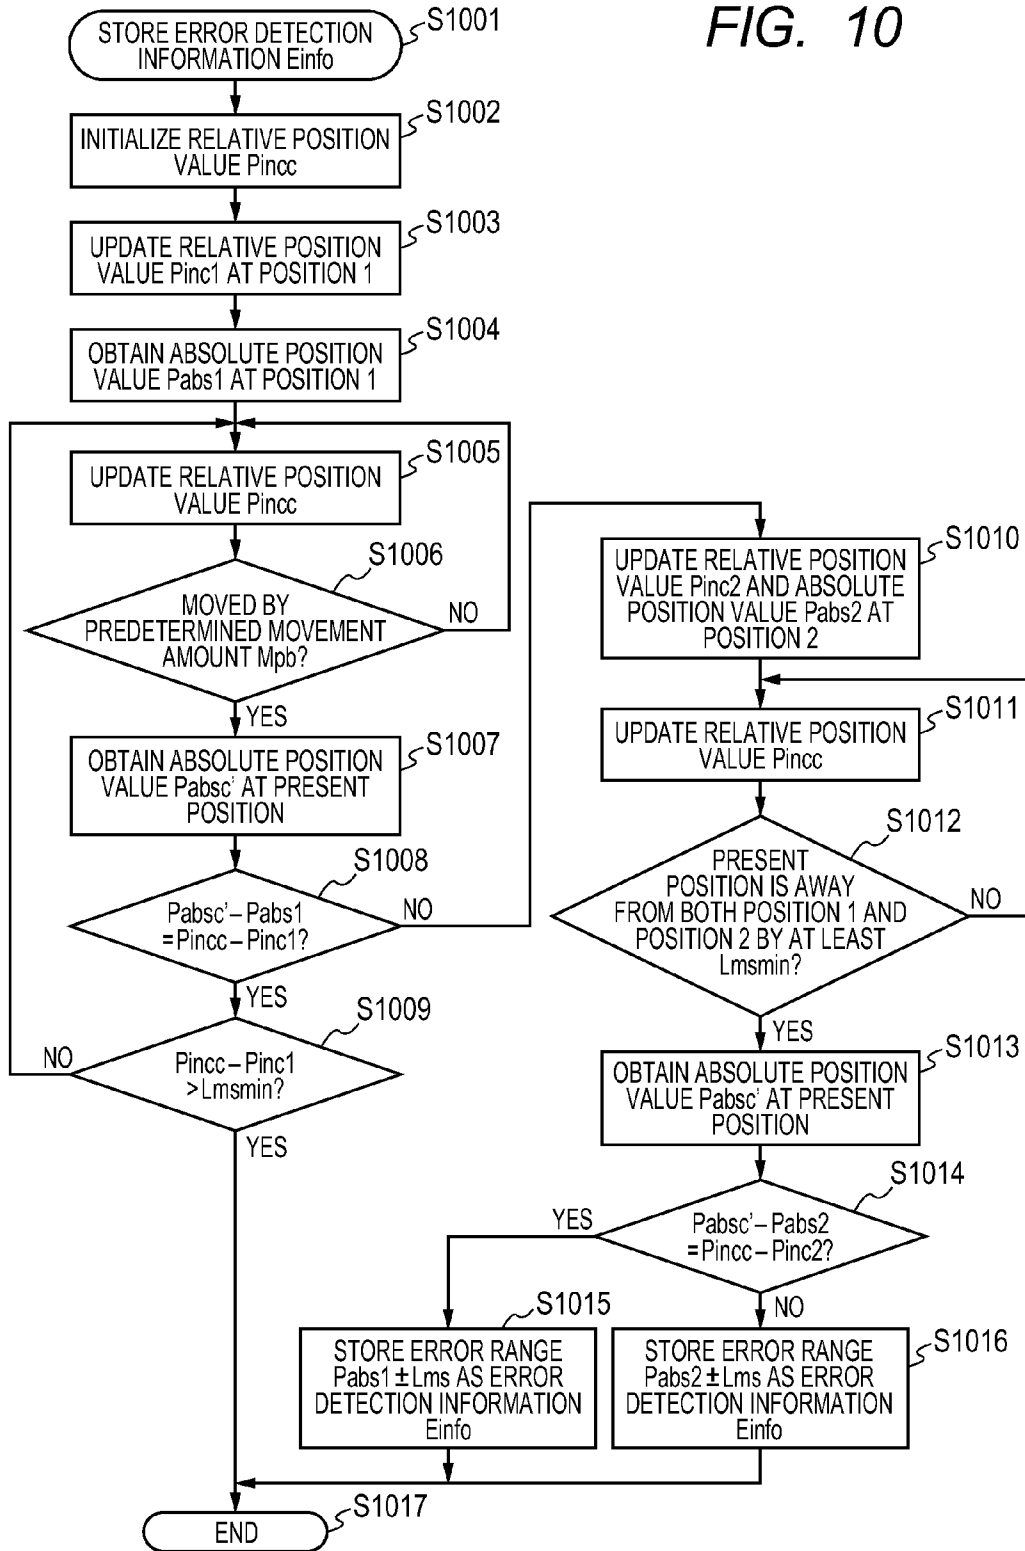 FIG. 10
S1001
STORE ERROR DETECTION
INFORMATION Einfo
S1002
INITIALIZE RELATIVE POSITION
VALUE Pincc
S1003
UPDATE RELATIVE POSITION
VALUE Pinc1 AT POSITION 1
S1004
OBTAIN ABSOLUTE POSITION
VALUE Pabs1 AT POSITION 1
S1005
UPDATE RELATIVE POSITION
VALUE Pincc
S1006
MOVED BY
PREDETERMINED MOVEMENT
AMOUNT Mpb?
NO
YES
S1007
OBTAIN ABSOLUTE POSITION
VALUE Pabsc' AT PRESENT
POSITION
S1008
Pabsc' – Pabs1
= Pincc – Pinc1?
NO
YES
S1009
Pincc – Pinc1
> Lmsmin?
NO
YES
S1010
UPDATE RELATIVE POSITION
VALUE Pinc2 AND ABSOLUTE
POSITION VALUE Pabs2 AT
POSITION 2
S1011
UPDATE RELATIVE POSITION
VALUE Pincc
S1012
PRESENT
POSITION IS AWAY
FROM BOTH POSITION 1 AND
POSITION 2 BY AT LEAST
Lmsmin?
NO
YES
S1013
OBTAIN ABSOLUTE POSITION
VALUE Pabsc' AT PRESENT
POSITION
S1014
Pabsc' – Pabs2
= Pincc – Pinc2?
YES
NO
S1015
STORE ERROR RANGE
Pabs1 ± Lms AS ERROR
DETECTION INFORMATION
Einfo
S1016
STORE ERROR RANGE
Pabs2 ± Lms AS ERROR
DETECTION INFORMATION
Einfo
S1017
END